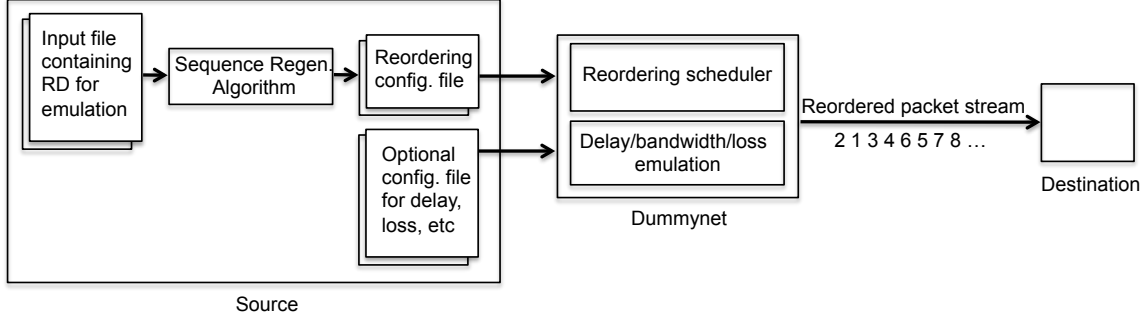 Input file
containing
RD for
emulation
Sequence Regen.
Algorithm
Reordering
config. file
Optional
config. file
for delay,
loss, etc
Source
Reordering scheduler
Delay/bandwidth/loss
emulation
Dummynet
Reordered packet stream
2 1 3 4 6 5 7 8 …
Destination